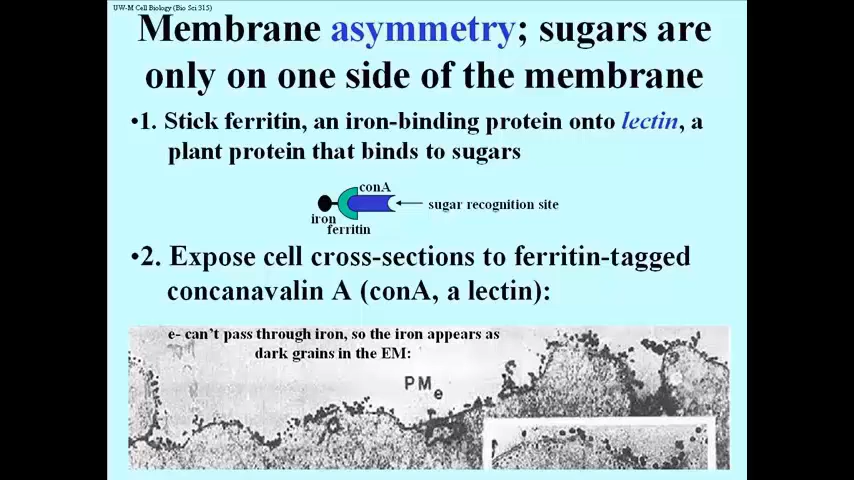 UW-M Cell Biology (Bio Sci 315)
Membrane asymmetry; sugars are
only on one side of the membrane
•1. Stick ferritin, an iron-binding protein onto lectin, a
plant protein that binds to sugars
conA
sugar recognition site
iron
ferritin
•2. Expose cell cross-sections to ferritin-tagged
concanavalin A (conA, a lectin):
e- can't pass through iron, so the iron appears as
dark grains in the EM:
PMe